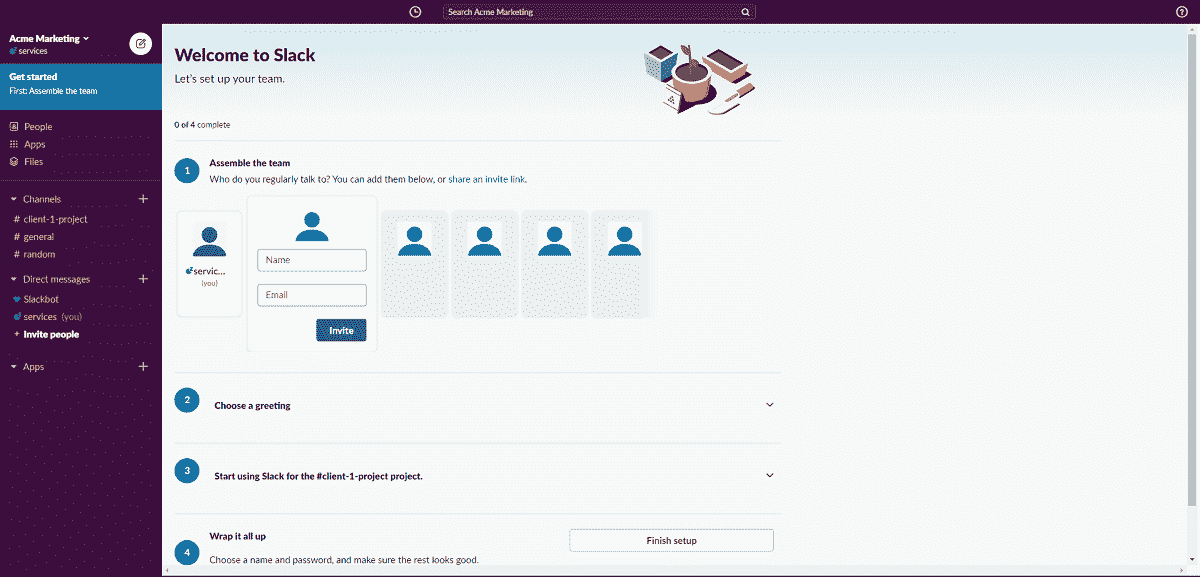 Search Acme Marketing
Acme Marketing
services
Get started
First: Assemble the team
People
Apps
Files
Channels
# client-1-project
# general
# random
Direct messages
Slackbot
services (you)
+ Invite people
Apps
Welcome to Slack
Let's set up your team.
0 of 4 complete
1
Assemble the team
Who do you regularly talk to? You can add them below, or share an invite link.
servic...
(you)
Name
Email
Invite
2
Choose a greeting
3
Start using Slack for the #client-1-project project.
4
Wrap it all up
Choose a name and password, and make sure the rest looks good.
Finish setup